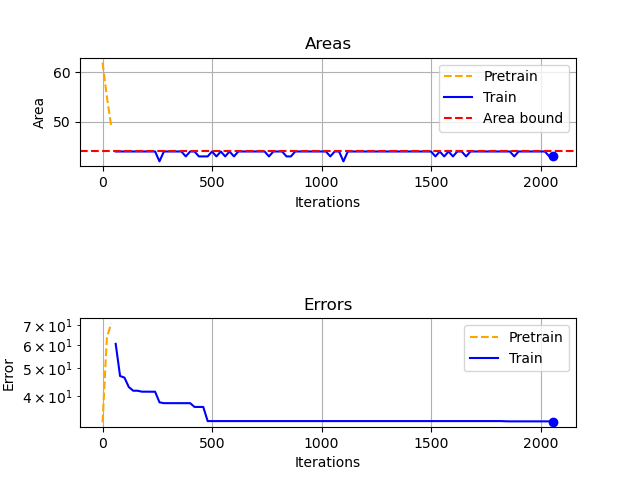 Areas
60
50
Area
Pretrain
Train
Area bound
0 500 1000 1500 2000
Iterations
Errors
7 × 10¹
6 × 10¹
5 × 10¹
4 × 10¹
Error
Pretrain
Train
0 500 1000 1500 2000
Iterations